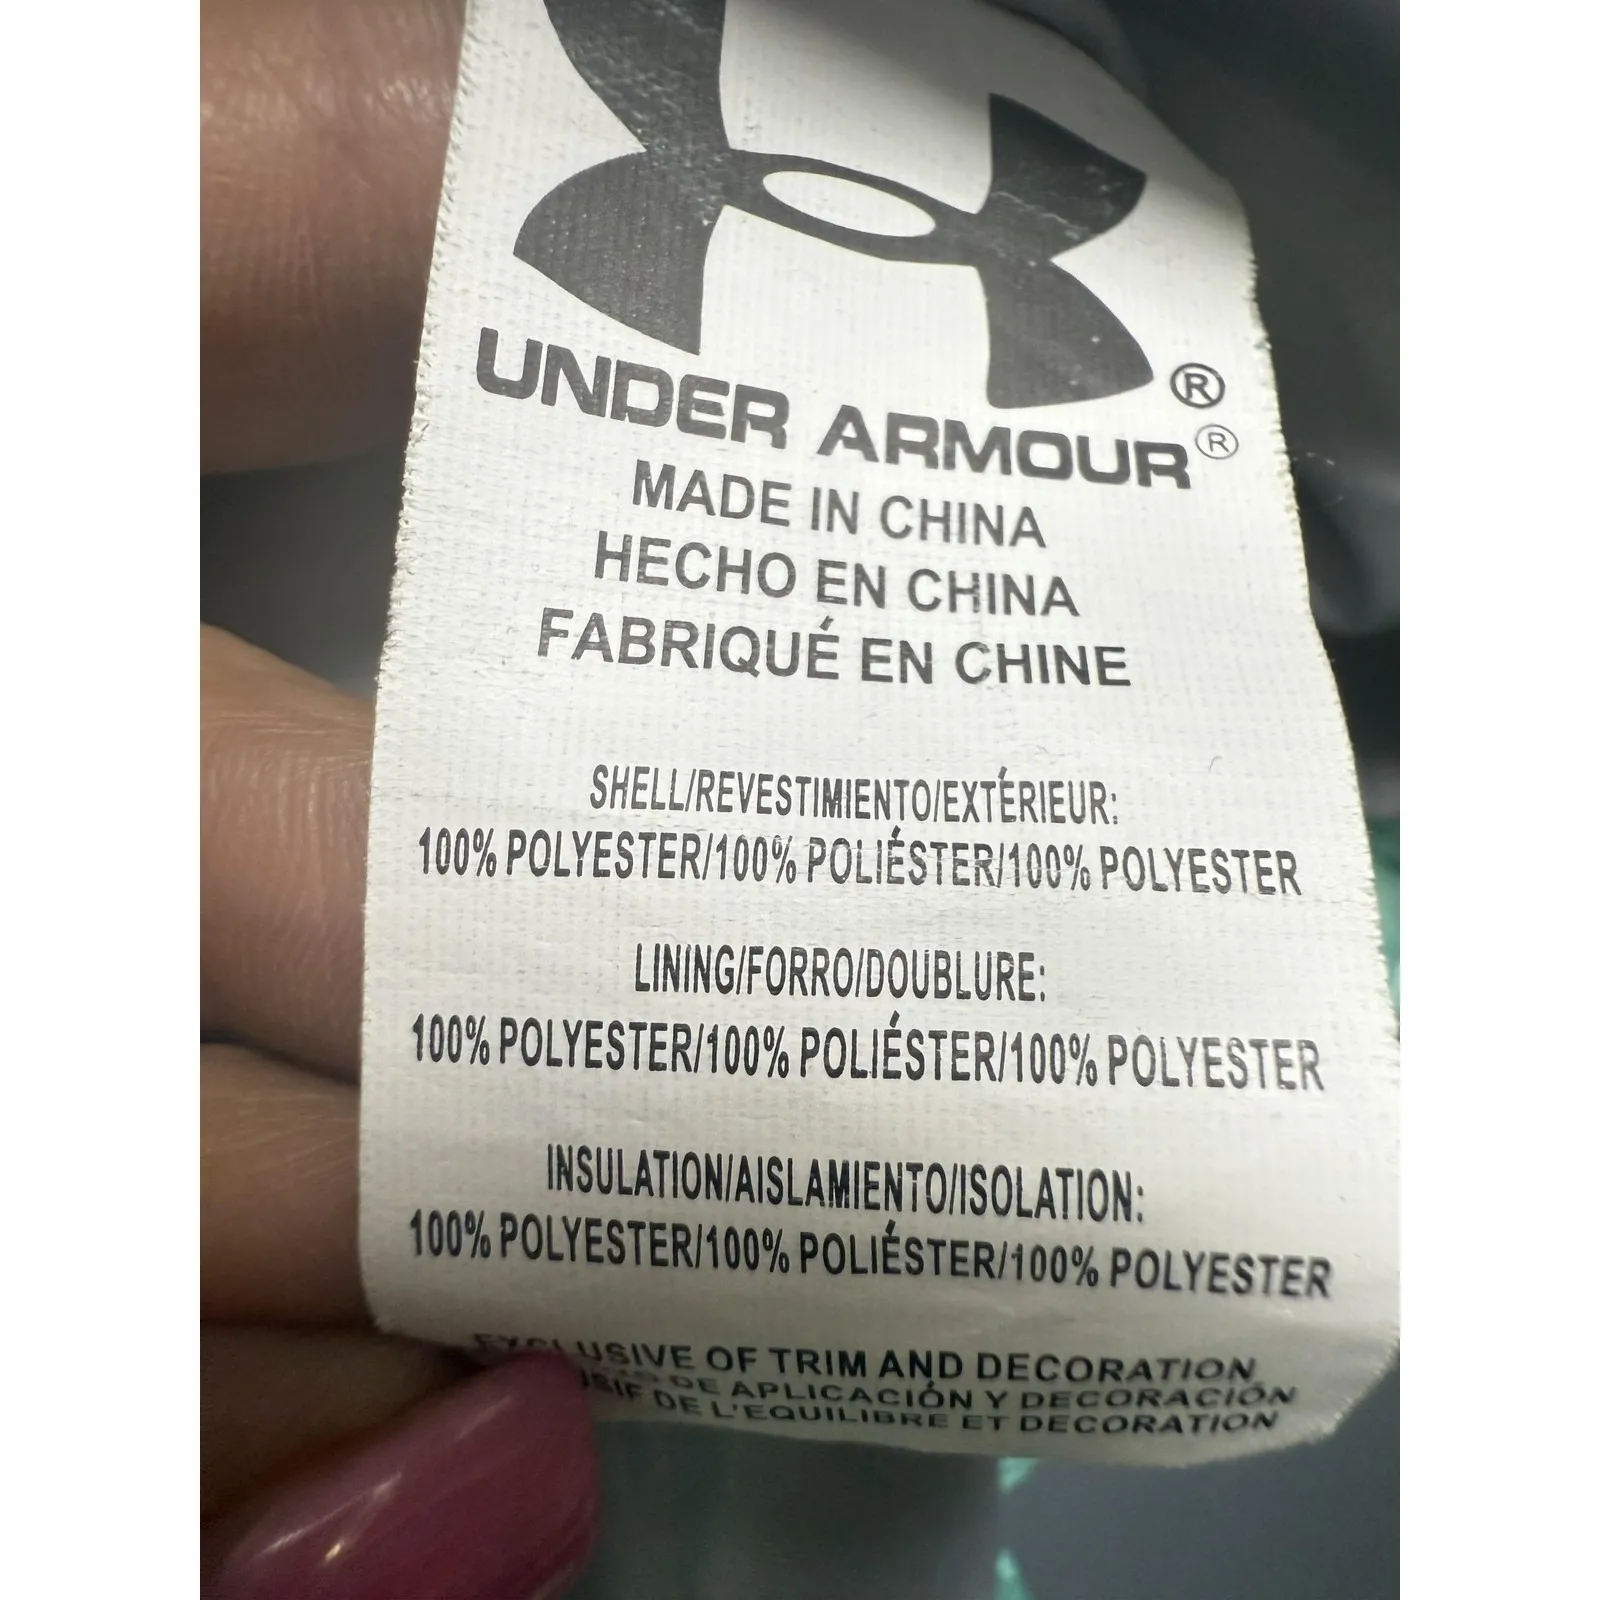 UNDER ARMOUR®
MADE IN CHINA
HECHO EN CHINA
FABRIQUÉ EN CHINE
SHELL/REVESTIMIENTO/EXTÉRIEUR:
100% POLYESTER/100% POLIÉSTER/100% POLYESTER
LINING/FORRO/DOUBLURE:
100% POLYESTER/100% POLIÉSTER/100% POLYESTER
INSULATION/AISLAMIENTO/ISOLATION:
100% POLYESTER/100% POLIÉSTER/100% POLYESTER
EXCLUSIVE OF TRIM AND DECORATION
DE APLICACIÓN Y DECORACIÓN
DE L'EQUILIBRE ET DECORATION